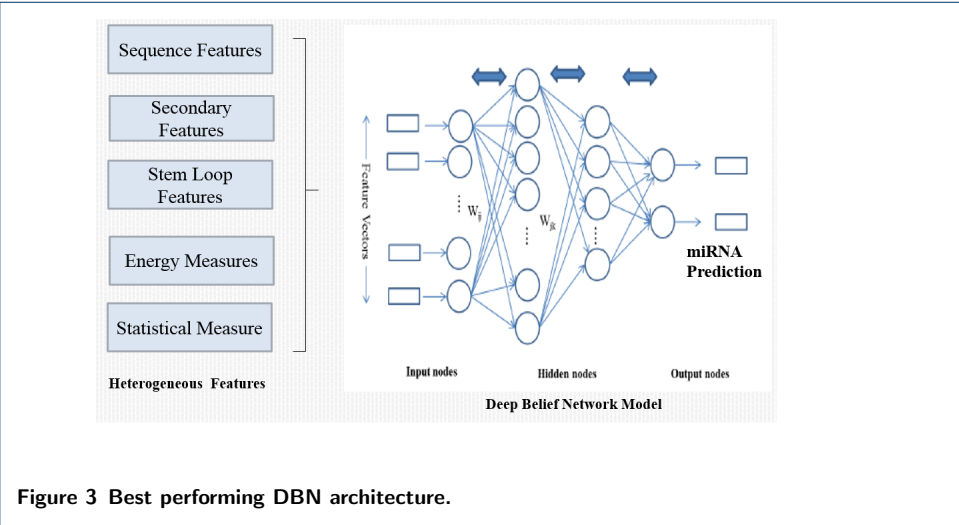 Sequence Features
Secondary
Features
Stem Loop
Features
Energy Measures
Statistical Measure
Heterogeneous Features
Feature Vectors
W
W
miRNA
Prediction
Input nodes
Hidden nodes
Output nodes
Deep Belief Network Model
Figure 3 Best performing DBN architecture.